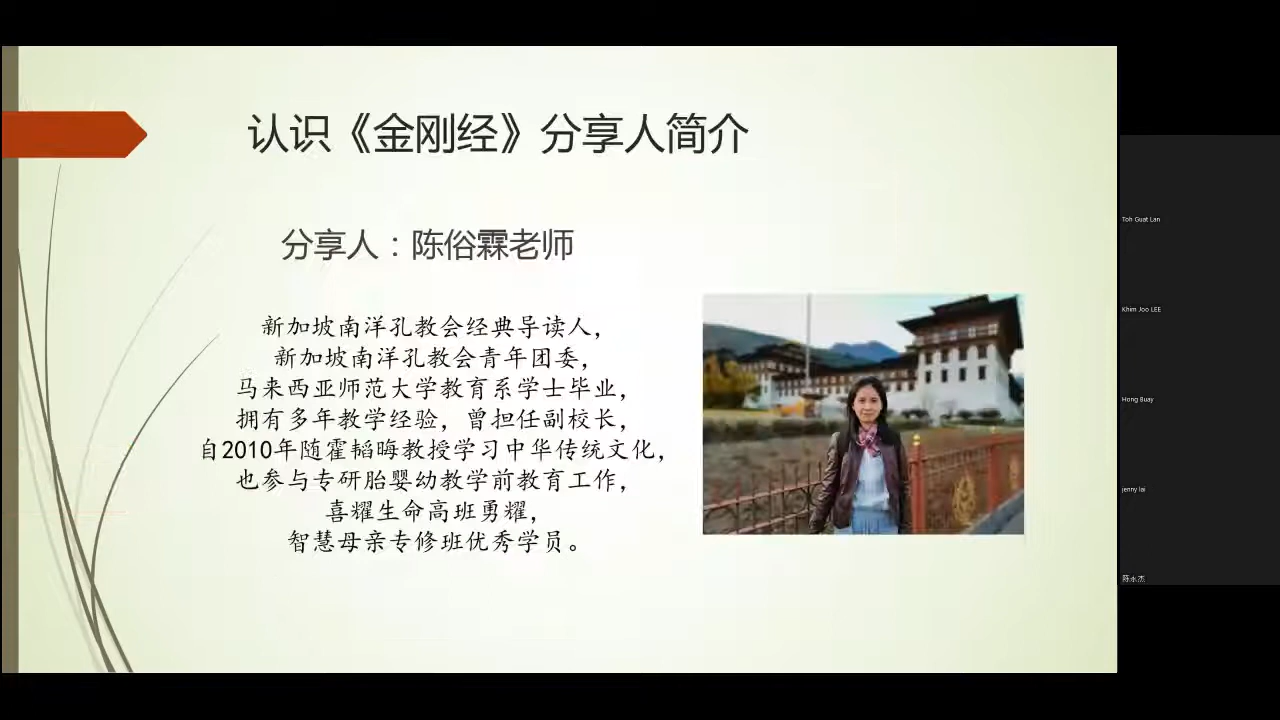 认识《金刚经》分享人简介
分享人：陈俗霖老师
新加坡南洋孔教会经典导读人，
新加坡南洋孔教会青年团委，
马来西亚师范大学教育系学士毕业，
拥有多年教学经验，曾担任副校长，
自2010年随霍韬晦教授学习中华传统文化，
也参与专研胎婴幼教学前教育工作，
喜耀生命高班勇耀，
智慧母亲专修班优秀学员。
Toh Guat Lan
Khim Joo LEE
Hong Buay
jenny lai
陈永杰